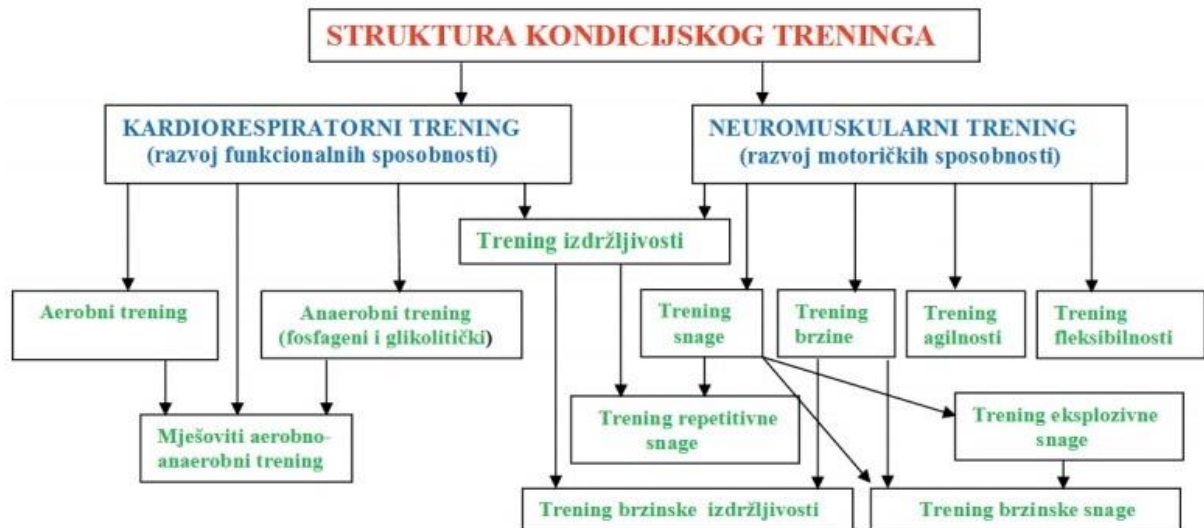 STRUKTURA KONDICIJSKOG TRENINGA
KARDIORESPIRATORNI TRENING
(razvoj funkcionalnih sposobnosti)
NEUROMUSKULARNI TRENING
(razvoj motoričkih sposobnosti)
Trening izdržljivosti
Aerobni trening
Anaerobni trening
(fosfageni i glikolitički)
Trening
snage
Trening
brzine
Trening
agilnosti
Trening
fleksibilnosti
Mješoviti aerobno-
anaerobni trening
Trening repetitivne
snage
Trening eksplozivne
snage
Trening brzinske izdržljivosti
Trening brzinske snage